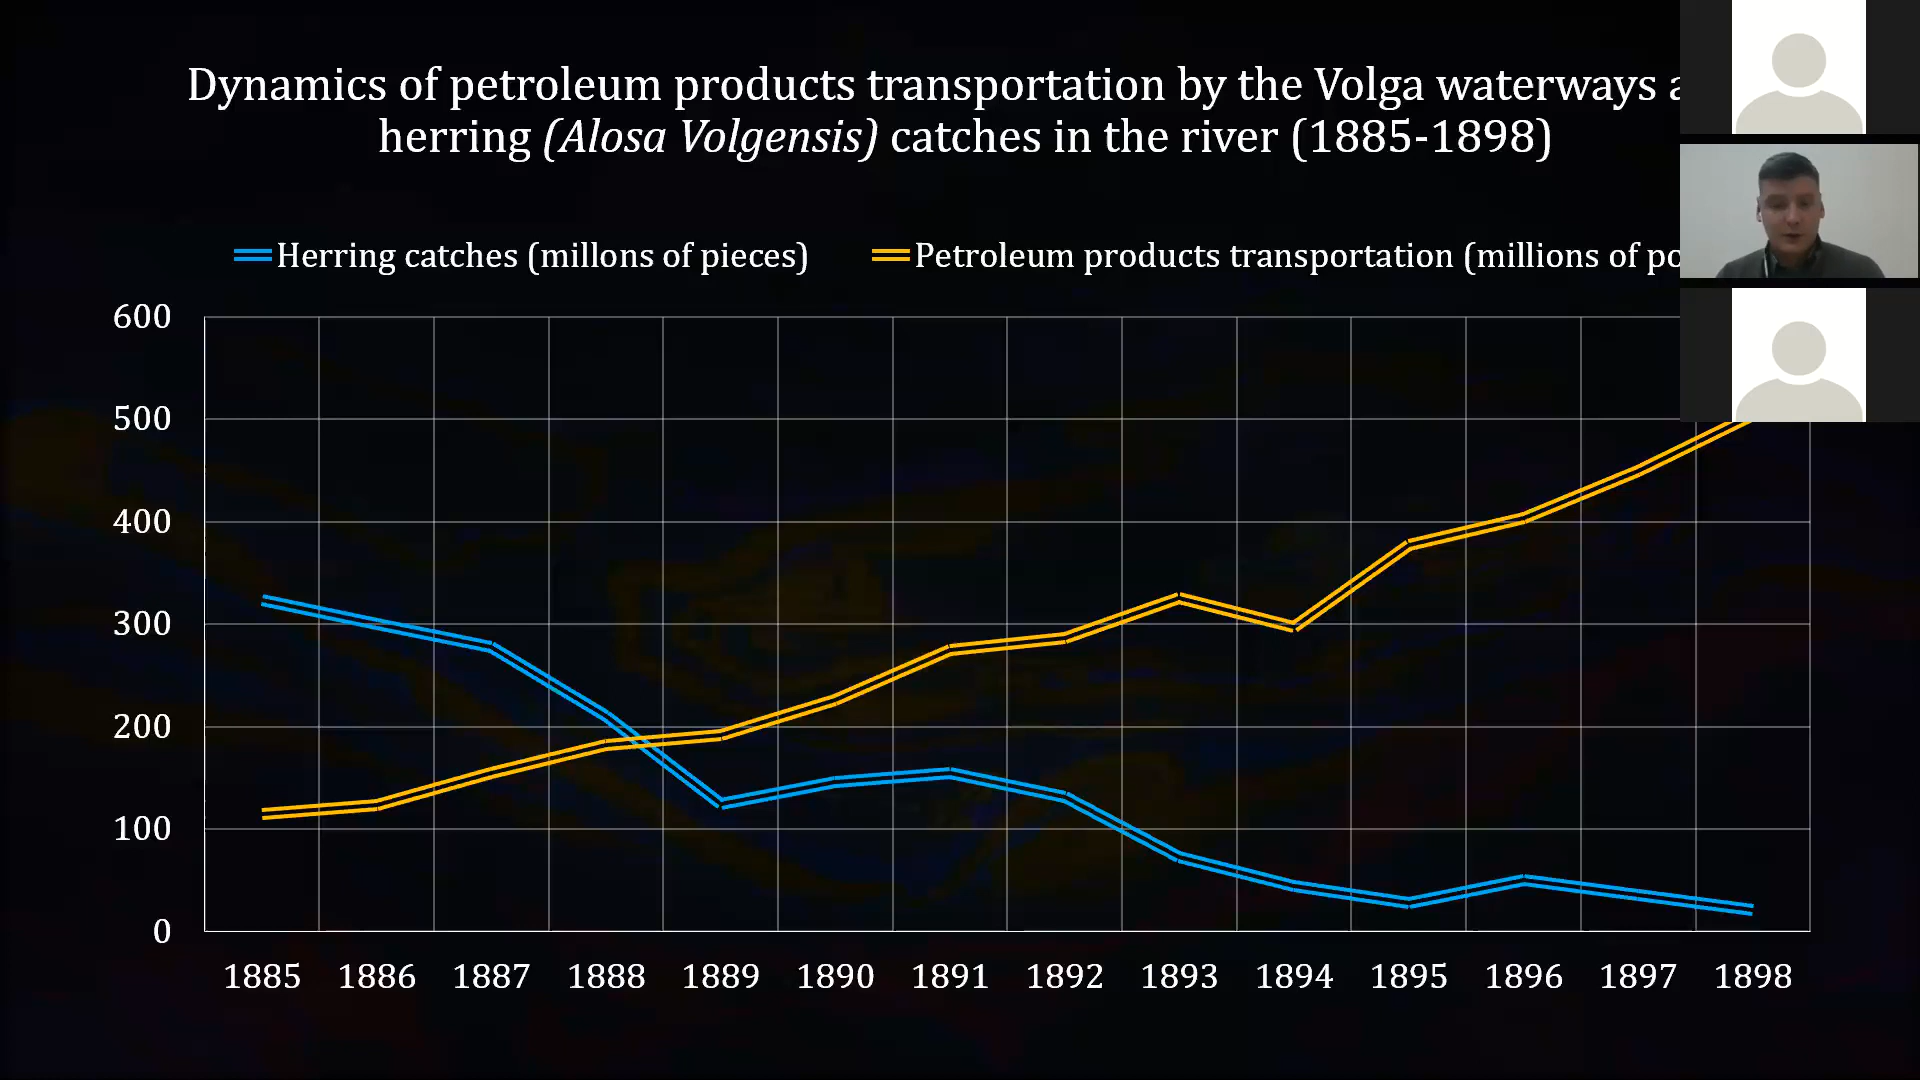 Dynamics of petroleum products transportation by the Volga waterways
herring (Alosa Volgensis) catches in the river (1885-1898)
Herring catches (millons of pieces) Petroleum products transportation (millions of
600
500
400
300
200
100
0
1885 1886 1887 1888 1889 1890 1891 1892 1893 1894 1895 1896 1897 1898